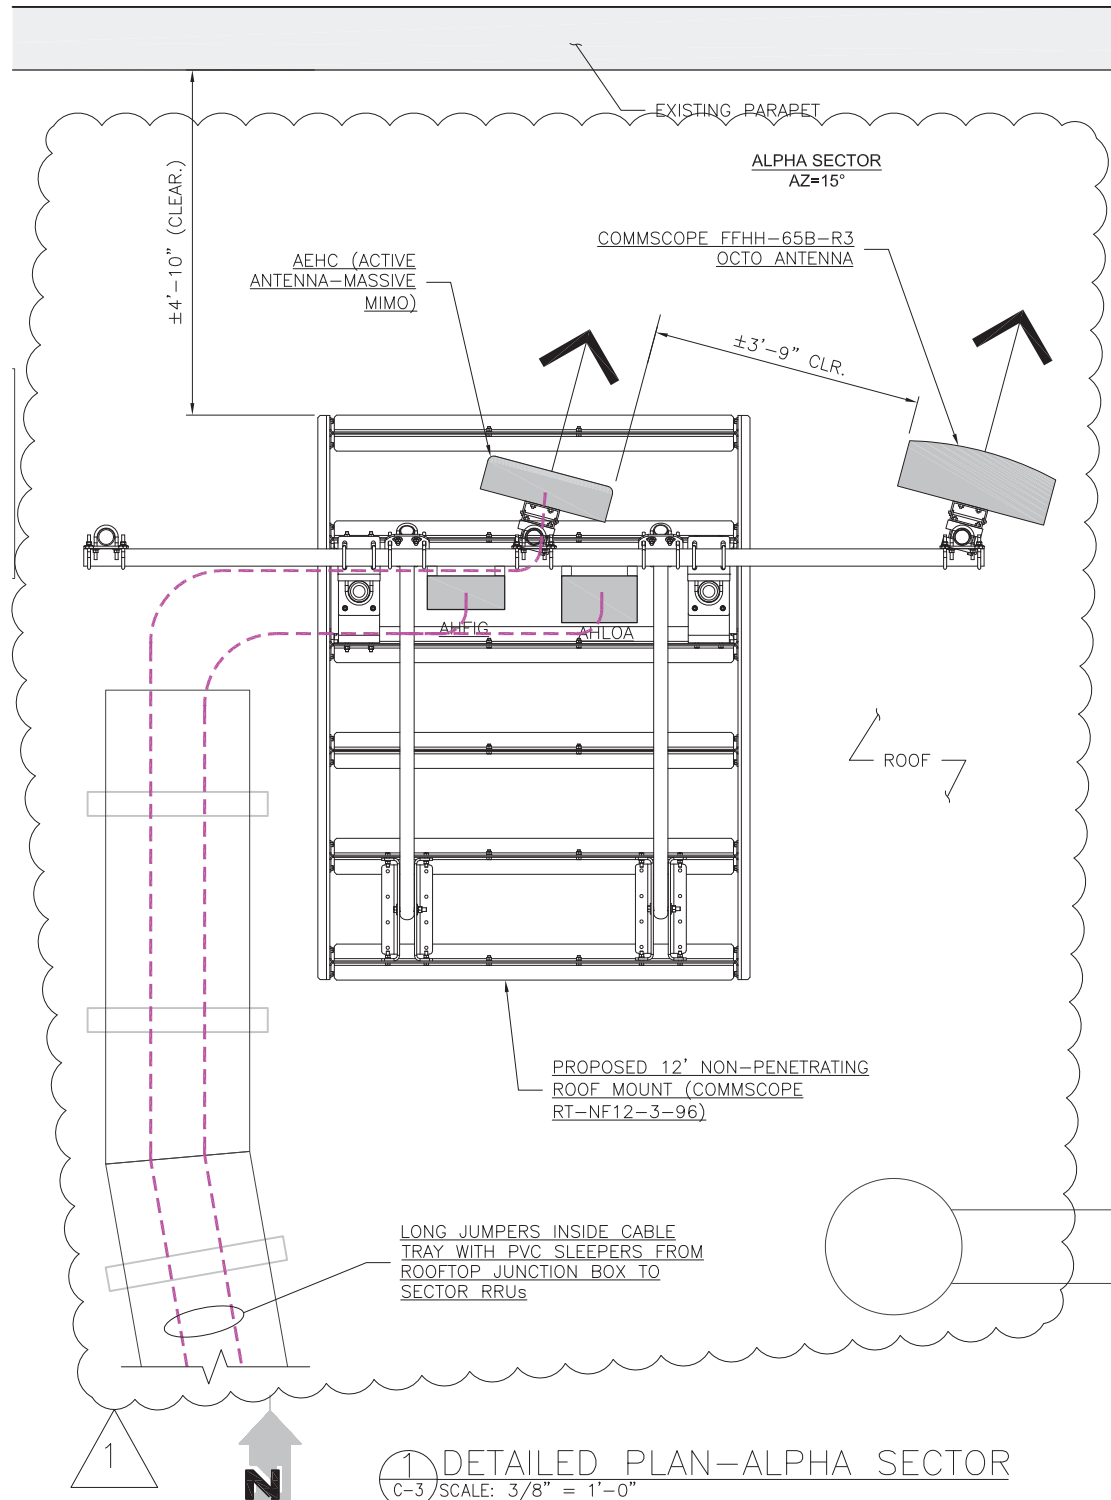 EXISTING PARAPET
ALPHA SECTOR
AZ=15°
±4'-10" (CLEAR.)
COMMSCOPE FFHH-65B-R3
OCTO ANTENNA
AEHC (ACTIVE
ANTENNA-MASSIVE
MIMO)
±3'-9" CLR.
AHFIG
AHLOA
ROOF
PROPOSED 12' NON-PENETRATING
ROOF MOUNT (COMMSCOPE
RT-NF12-3-96)
LONG JUMPERS INSIDE CABLE
TRAY WITH PVC SLEEPERS FROM
ROOFTOP JUNCTION BOX TO
SECTOR RRUs
1
N
1
C-3
DETAILED PLAN-ALPHA SECTOR
SCALE: 3/8" = 1'-0"